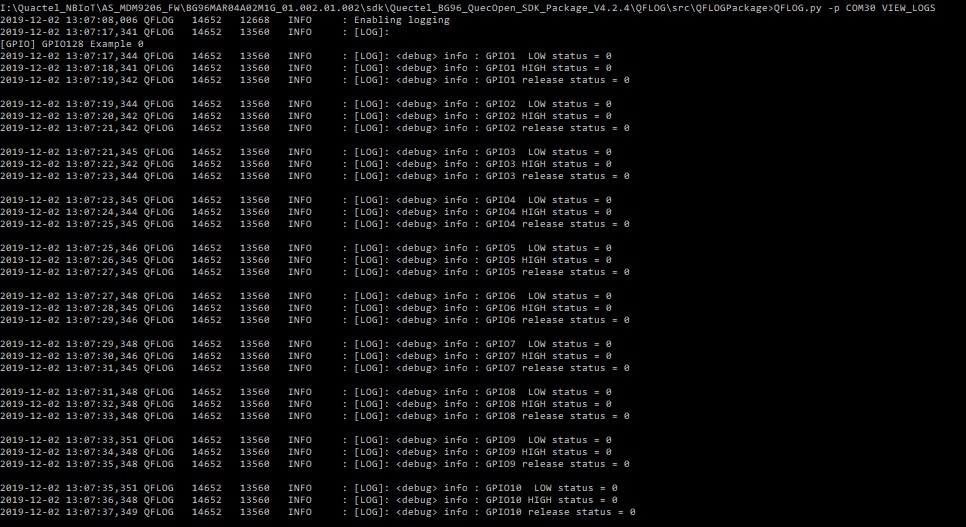 I:\Quactel_NBIoT\AS_MDM9206_FW\BG96MAR04A02M1G_01.002.01.002\sdk\Quectel_BG96_QuecOpen_SDK_Package_V4.2.4\QFLOG\src\QFLOGPackage>QFLOG.py -p COM30 VIEW_LOGS
2019-12-02 13:07:08,006 QFLOG 14652 12668 INFO : Enabling logging
2019-12-02 13:07:17,341 QFLOG 14652 13560 INFO : [LOG]:
[GPIO] GPIO128 Example 0
2019-12-02 13:07:17,344 QFLOG 14652 13560 INFO : [LOG]: <debug> info : GPIO1 LOW status = 0
2019-12-02 13:07:18,341 QFLOG 14652 13560 INFO : [LOG]: <debug> info : GPIO1 HIGH status = 0
2019-12-02 13:07:19,342 QFLOG 14652 13560 INFO : [LOG]: <debug> info : GPIO1 release status = 0
2019-12-02 13:07:19,344 QFLOG 14652 13560 INFO : [LOG]: <debug> info : GPIO2 LOW status = 0
2019-12-02 13:07:20,342 QFLOG 14652 13560 INFO : [LOG]: <debug> info : GPIO2 HIGH status = 0
2019-12-02 13:07:21,342 QFLOG 14652 13560 INFO : [LOG]: <debug> info : GPIO2 release status = 0
2019-12-02 13:07:21,345 QFLOG 14652 13560 INFO : [LOG]: <debug> info : GPIO3 LOW status = 0
2019-12-02 13:07:22,342 QFLOG 14652 13560 INFO : [LOG]: <debug> info : GPIO3 HIGH status = 0
2019-12-02 13:07:23,344 QFLOG 14652 13560 INFO : [LOG]: <debug> info : GPIO3 release status = 0
2019-12-02 13:07:23,345 QFLOG 14652 13560 INFO : [LOG]: <debug> info : GPIO4 LOW status = 0
2019-12-02 13:07:24,344 QFLOG 14652 13560 INFO : [LOG]: <debug> info : GPIO4 HIGH status = 0
2019-12-02 13:07:25,345 QFLOG 14652 13560 INFO : [LOG]: <debug> info : GPIO4 release status = 0
2019-12-02 13:07:25,346 QFLOG 14652 13560 INFO : [LOG]: <debug> info : GPIO5 LOW status = 0
2019-12-02 13:07:26,345 QFLOG 14652 13560 INFO : [LOG]: <debug> info : GPIO5 HIGH status = 0
2019-12-02 13:07:27,345 QFLOG 14652 13560 INFO : [LOG]: <debug> info : GPIO5 release status = 0
2019-12-02 13:07:27,348 QFLOG 14652 13560 INFO : [LOG]: <debug> info : GPIO6 LOW status = 0
2019-12-02 13:07:28,345 QFLOG 14652 13560 INFO : [LOG]: <debug> info : GPIO6 HIGH status = 0
2019-12-02 13:07:29,346 QFLOG 14652 13560 INFO : [LOG]: <debug> info : GPIO6 release status = 0
2019-12-02 13:07:29,348 QFLOG 14652 13560 INFO : [LOG]: <debug> info : GPIO7 LOW status = 0
2019-12-02 13:07:30,346 QFLOG 14652 13560 INFO : [LOG]: <debug> info : GPIO7 HIGH status = 0
2019-12-02 13:07:31,345 QFLOG 14652 13560 INFO : [LOG]: <debug> info : GPIO7 release status = 0
2019-12-02 13:07:31,348 QFLOG 14652 13560 INFO : [LOG]: <debug> info : GPIO8 LOW status = 0
2019-12-02 13:07:32,348 QFLOG 14652 13560 INFO : [LOG]: <debug> info : GPIO8 HIGH status = 0
2019-12-02 13:07:33,348 QFLOG 14652 13560 INFO : [LOG]: <debug> info : GPIO8 release status = 0
2019-12-02 13:07:33,351 QFLOG 14652 13560 INFO : [LOG]: <debug> info : GPIO9 LOW status = 0
2019-12-02 13:07:34,348 QFLOG 14652 13560 INFO : [LOG]: <debug> info : GPIO9 HIGH status = 0
2019-12-02 13:07:35,348 QFLOG 14652 13560 INFO : [LOG]: <debug> info : GPIO9 release status = 0
2019-12-02 13:07:35,351 QFLOG 14652 13560 INFO : [LOG]: <debug> info : GPIO10 LOW status = 0
2019-12-02 13:07:36,348 QFLOG 14652 13560 INFO : [LOG]: <debug> info : GPIO10 HIGH status = 0
2019-12-02 13:07:37,349 QFLOG 14652 13560 INFO : [LOG]: <debug> info : GPIO10 release status = 0